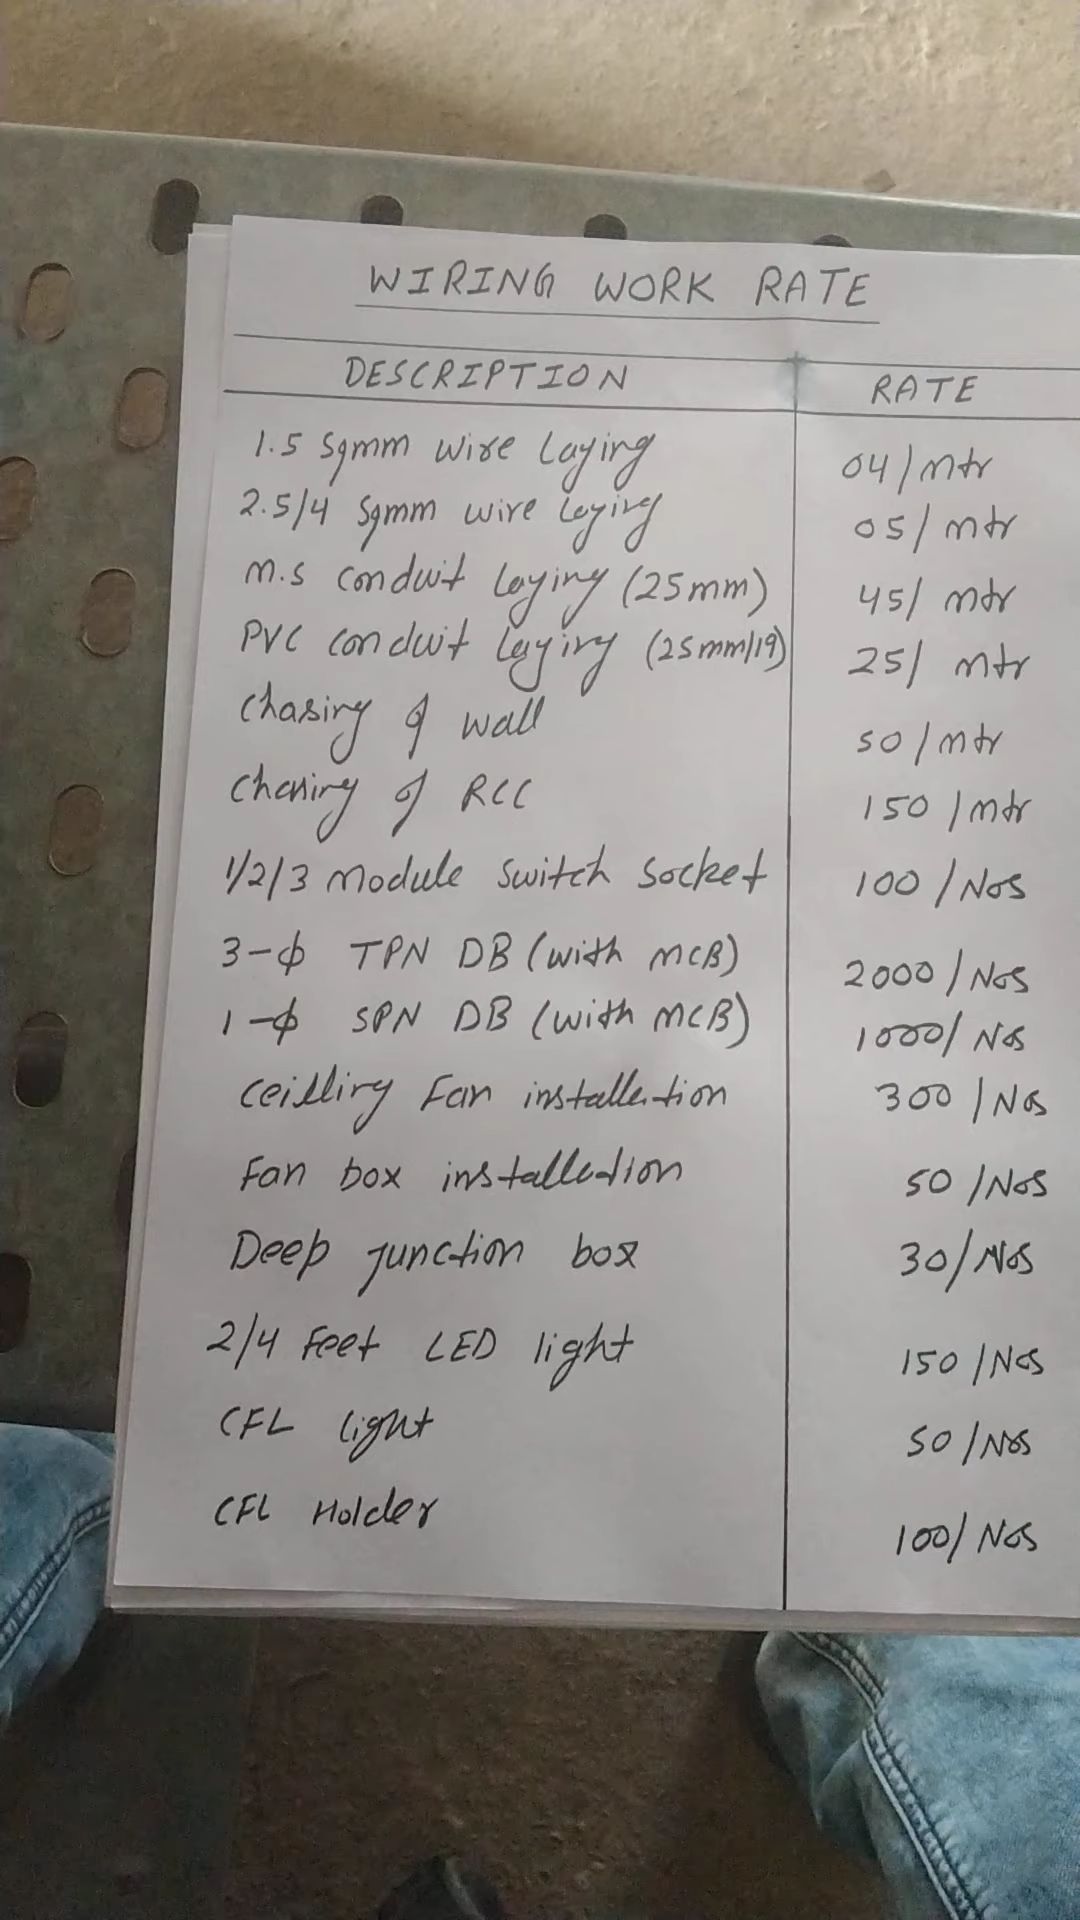 WIRING WORK RATE
DESCRIPTION RATE
1.5 Sqmm wire Laying 04/mtr
2.5/4 Sqmm wire Laying 05/mtr
M.S conduit Laying (25mm) 45/mtr
PVC conduit Laying (25mm/19) 25/mtr
Chasing of wall 50/mtr
Chasing of RCC 150/mtr
1/2/3 Module Switch Socket 100/Nos
3-ϕ TPN DB (with MCB) 2000/Nos
1-ϕ SPN DB (with MCB) 1000/Nos
Ceilling Fan installation 300/Nos
Fan box installation 50/Nos
Deep junction box 30/Nos
2/4 Feet LED light 150/Nos
CFL light 50/Nos
CFL Holder 100/Nos